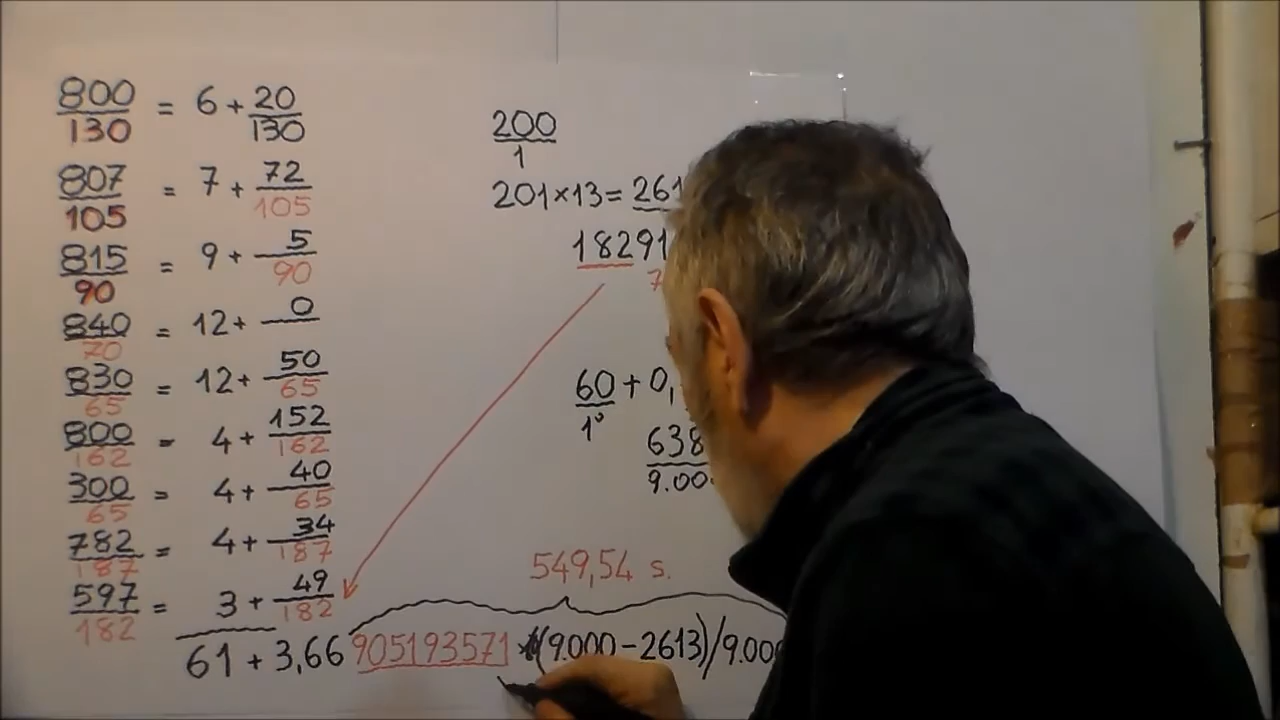 800/130 = 6 + 20/130
807/105 = 7 + 72/105
815/90 = 9 + 5/90
840/70 = 12 + 0/
830/65 = 12 + 50/65
800/162 = 4 + 152/162
300/65 = 4 + 40/65
782/187 = 4 + 34/187
597/182 = 3 + 49/182
61 + 3,66905193571 × (9.000 − 2613)/9.000
200/1
201 × 13 = 261
18291
7
60/1° + 0,
638
9.00
549,54 s.